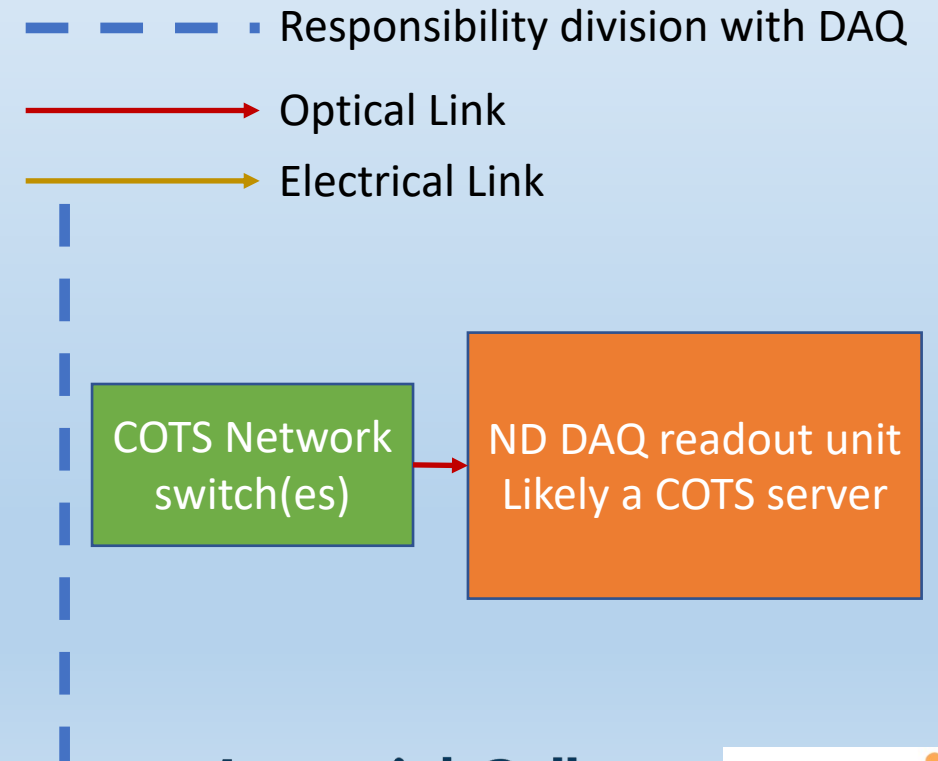 Responsibility division with DAQ
Optical Link
Electrical Link
COTS Network
switch(es)
ND DAQ readout unit
Likely a COTS server